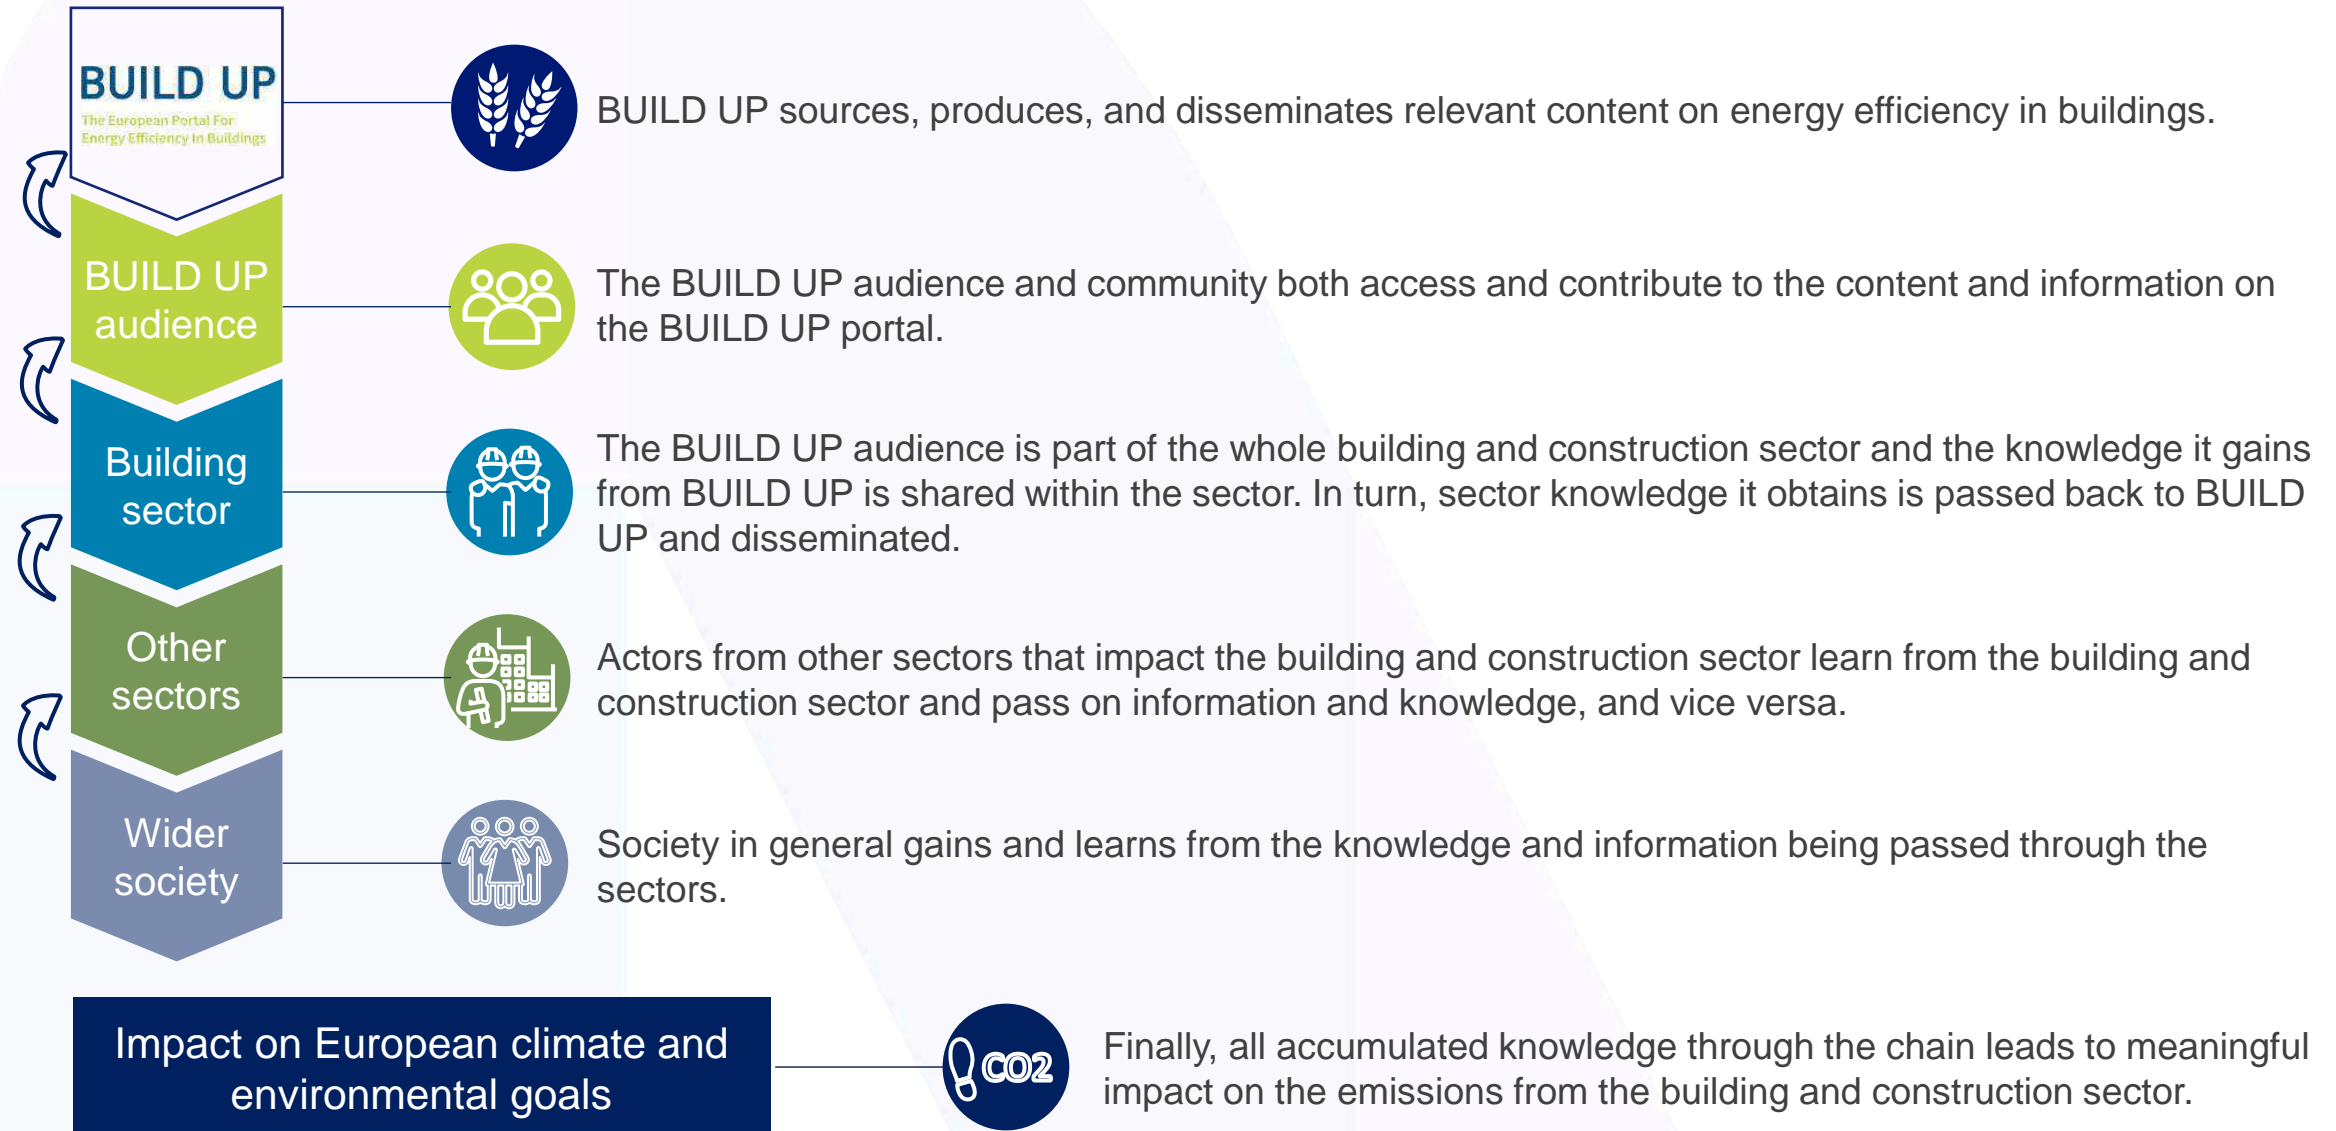 BUILD UP
The European Portal For
Energy Efficiency In Buildings
BUILD UP sources, produces, and disseminates relevant content on energy efficiency in buildings.
BUILD UP
audience
The BUILD UP audience and community both access and contribute to the content and information on
the BUILD UP portal.
Building
sector
The BUILD UP audience is part of the whole building and construction sector and the knowledge it gains
from BUILD UP is shared within the sector. In turn, sector knowledge it obtains is passed back to BUILD
UP and disseminated.
Other
sectors
Actors from other sectors that impact the building and construction sector learn from the building and
construction sector and pass on information and knowledge, and vice versa.
Wider
society
Society in general gains and learns from the knowledge and information being passed through the
sectors.
Impact on European climate and
environmental goals
CO2
Finally, all accumulated knowledge through the chain leads to meaningful
impact on the emissions from the building and construction sector.